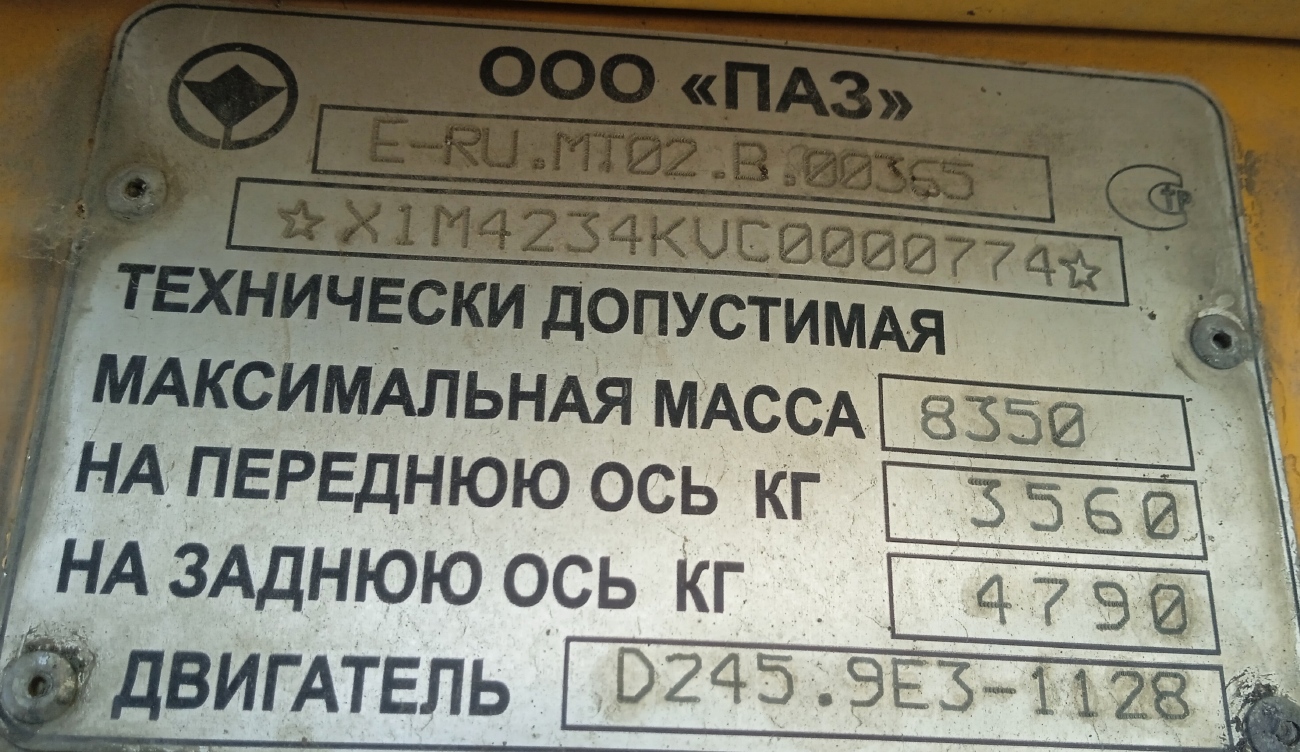 ООО «ПАЗ»
E-RU.MT02.B.00365
☆X1M4234KVC0000774☆
ТЕХНИЧЕСКИ ДОПУСТИМАЯ
МАКСИМАЛЬНАЯ МАССА 8350
НА ПЕРЕДНЮЮ ОСЬ КГ 3560
НА ЗАДНЮЮ ОСЬ КГ 4790
ДВИГАТЕЛЬ D245.9E3-1128